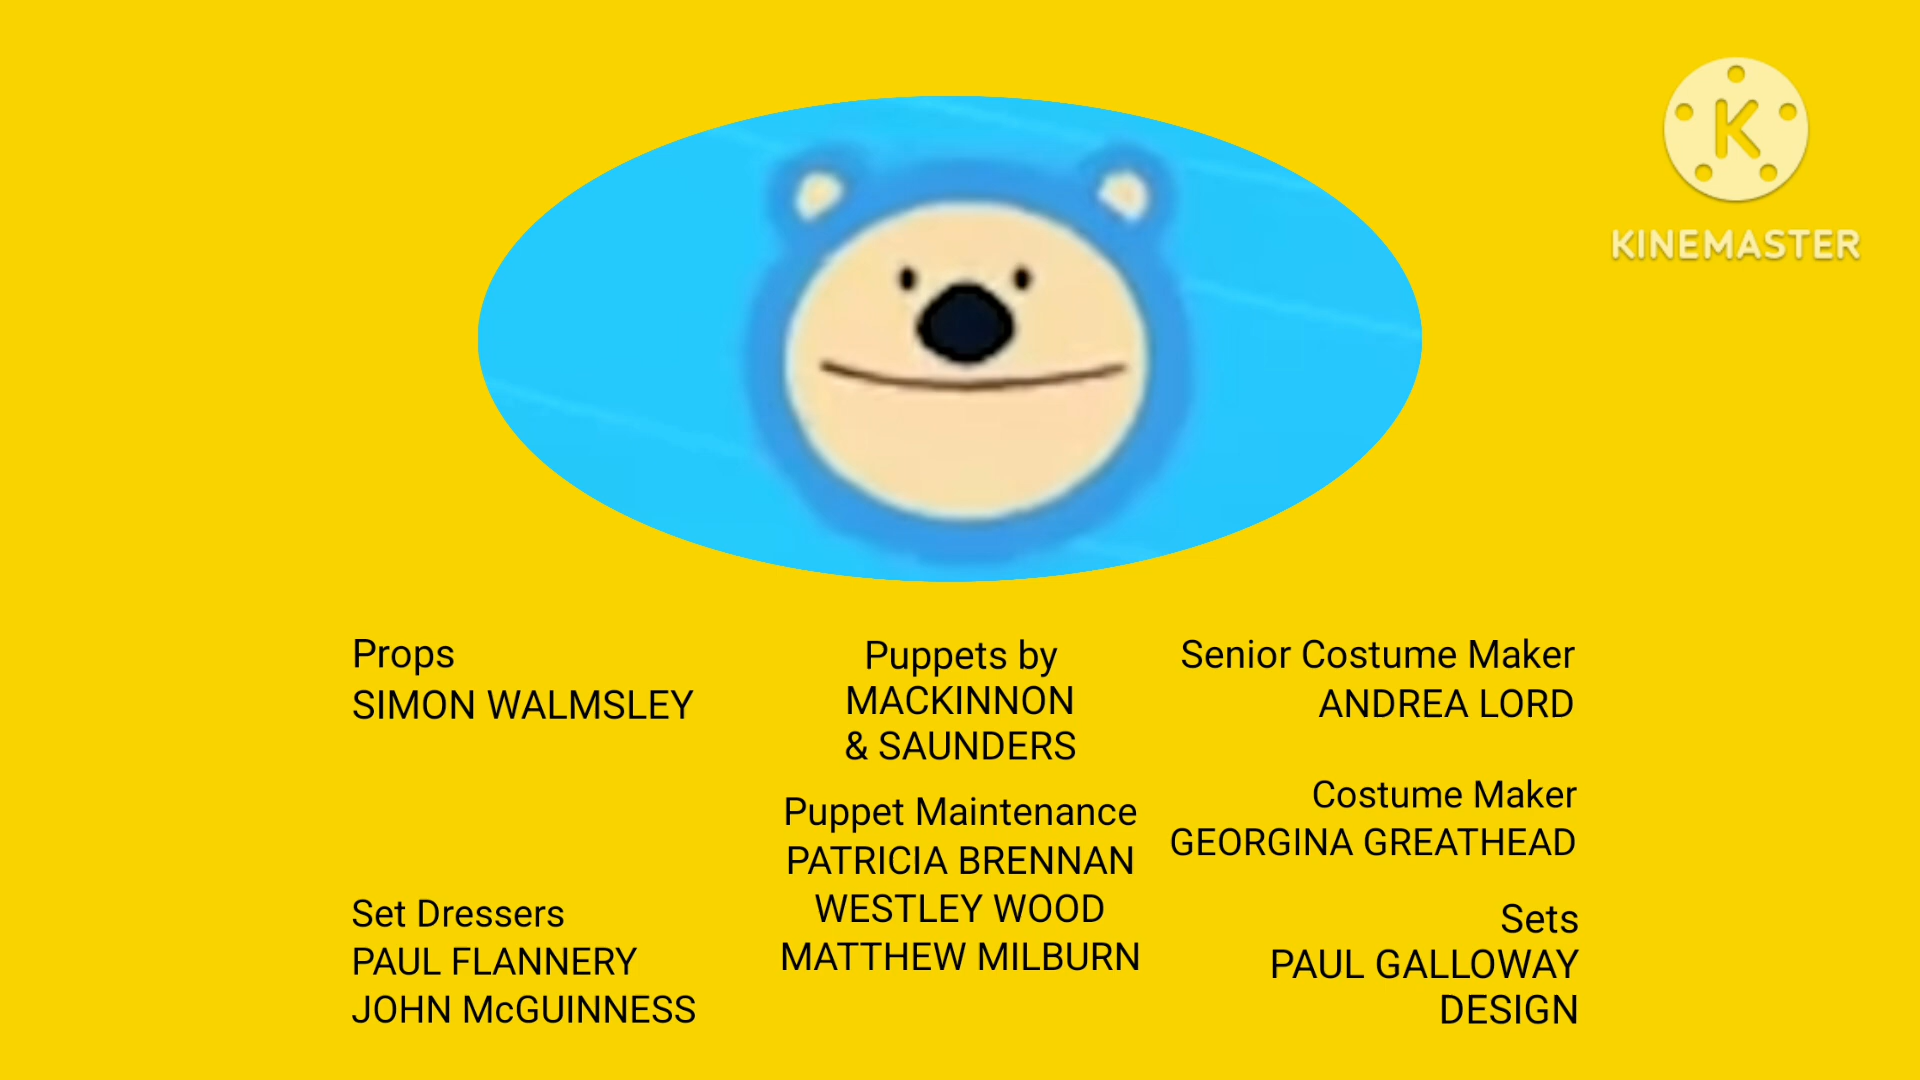 K
KINEMASTER
Props
SIMON WALMSLEY
Set Dressers
PAUL FLANNERY
JOHN McGUINNESS
Puppets by
MACKINNON
& SAUNDERS
Puppet Maintenance
PATRICIA BRENNAN
WESTLEY WOOD
MATTHEW MILBURN
Senior Costume Maker
ANDREA LORD
Costume Maker
GEORGINA GREATHEAD
Sets
PAUL GALLOWAY
DESIGN